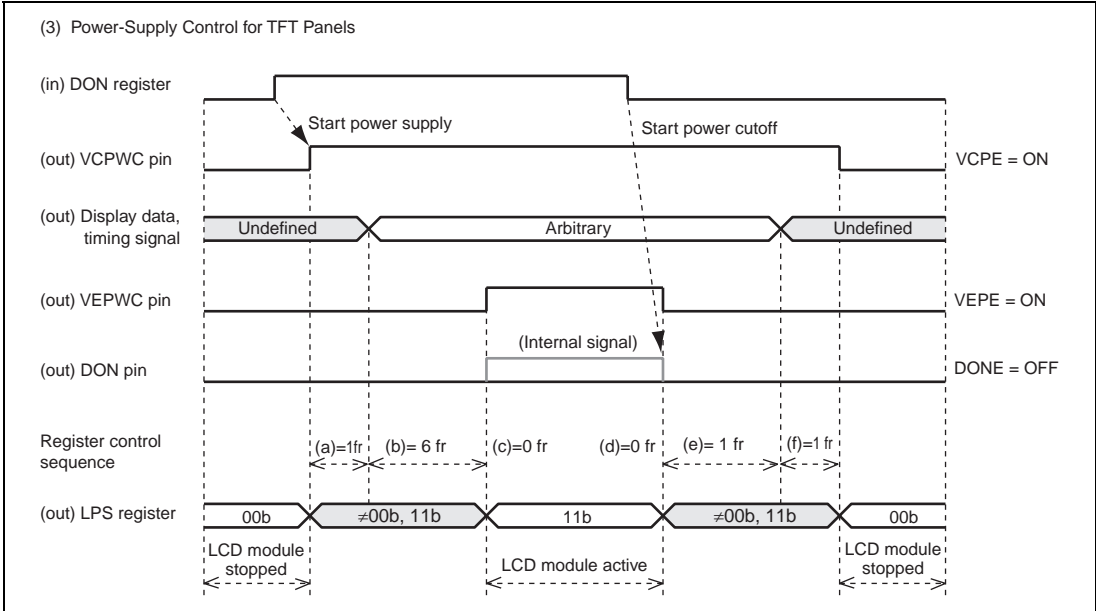 (3) Power-Supply Control for TFT Panels
(in) DON register
Start power supply
Start power cutoff
(out) VCPWC pin
VCPE = ON
(out) Display data,
timing signal
Undefined
Arbitrary
Undefined
(out) VEPWC pin
VEPE = ON
(Internal signal)
(out) DON pin
DONE = OFF
Register control
sequence
(a)=1fr
(b)= 6 fr
(c)=0 fr
(d)=0 fr
(e)= 1 fr
(f)=1 fr
(out) LPS register
00b
≠00b, 11b
11b
≠00b, 11b
00b
LCD module
stopped
LCD module active
LCD module
stopped